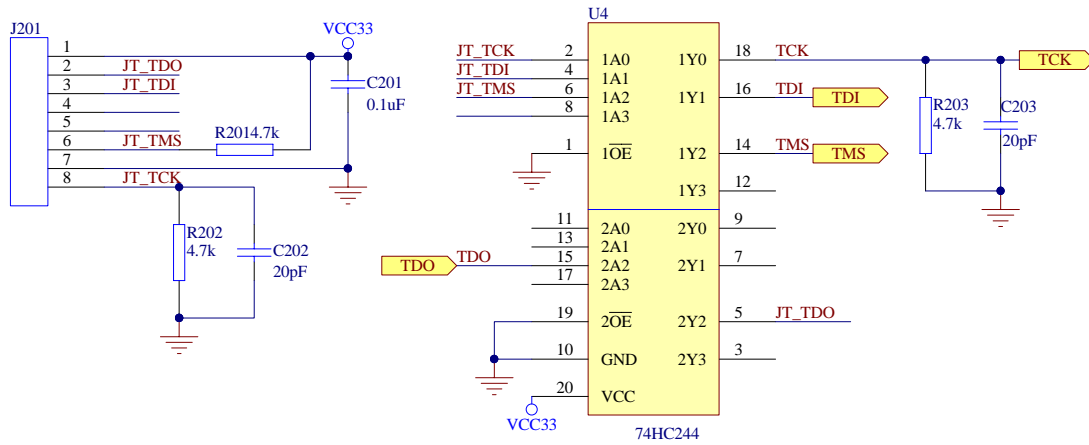 J201
1
2 JT_TDO
3 JT_TDI
4
5
6 JT_TMS
7
8 JT_TCK
R201 4.7k
VCC33
C201
0.1uF
R202
4.7k
C202
20pF
U4
JT_TCK 2 1A0 1Y0 18 TCK TCK
JT_TDI 4 1A1
JT_TMS 6 1A2 1Y1 16 TDI TDI
8 1A3
1 1OE 1Y2 14 TMS TMS
1Y3 12
11 2A0 2Y0 9
13 2A1
TDO TDO 15 2A2 2Y1 7
17 2A3
19 2OE 2Y2 5 JT_TDO
10 GND 2Y3 3
20 VCC
VCC33
74HC244
R203
4.7k
C203
20pF